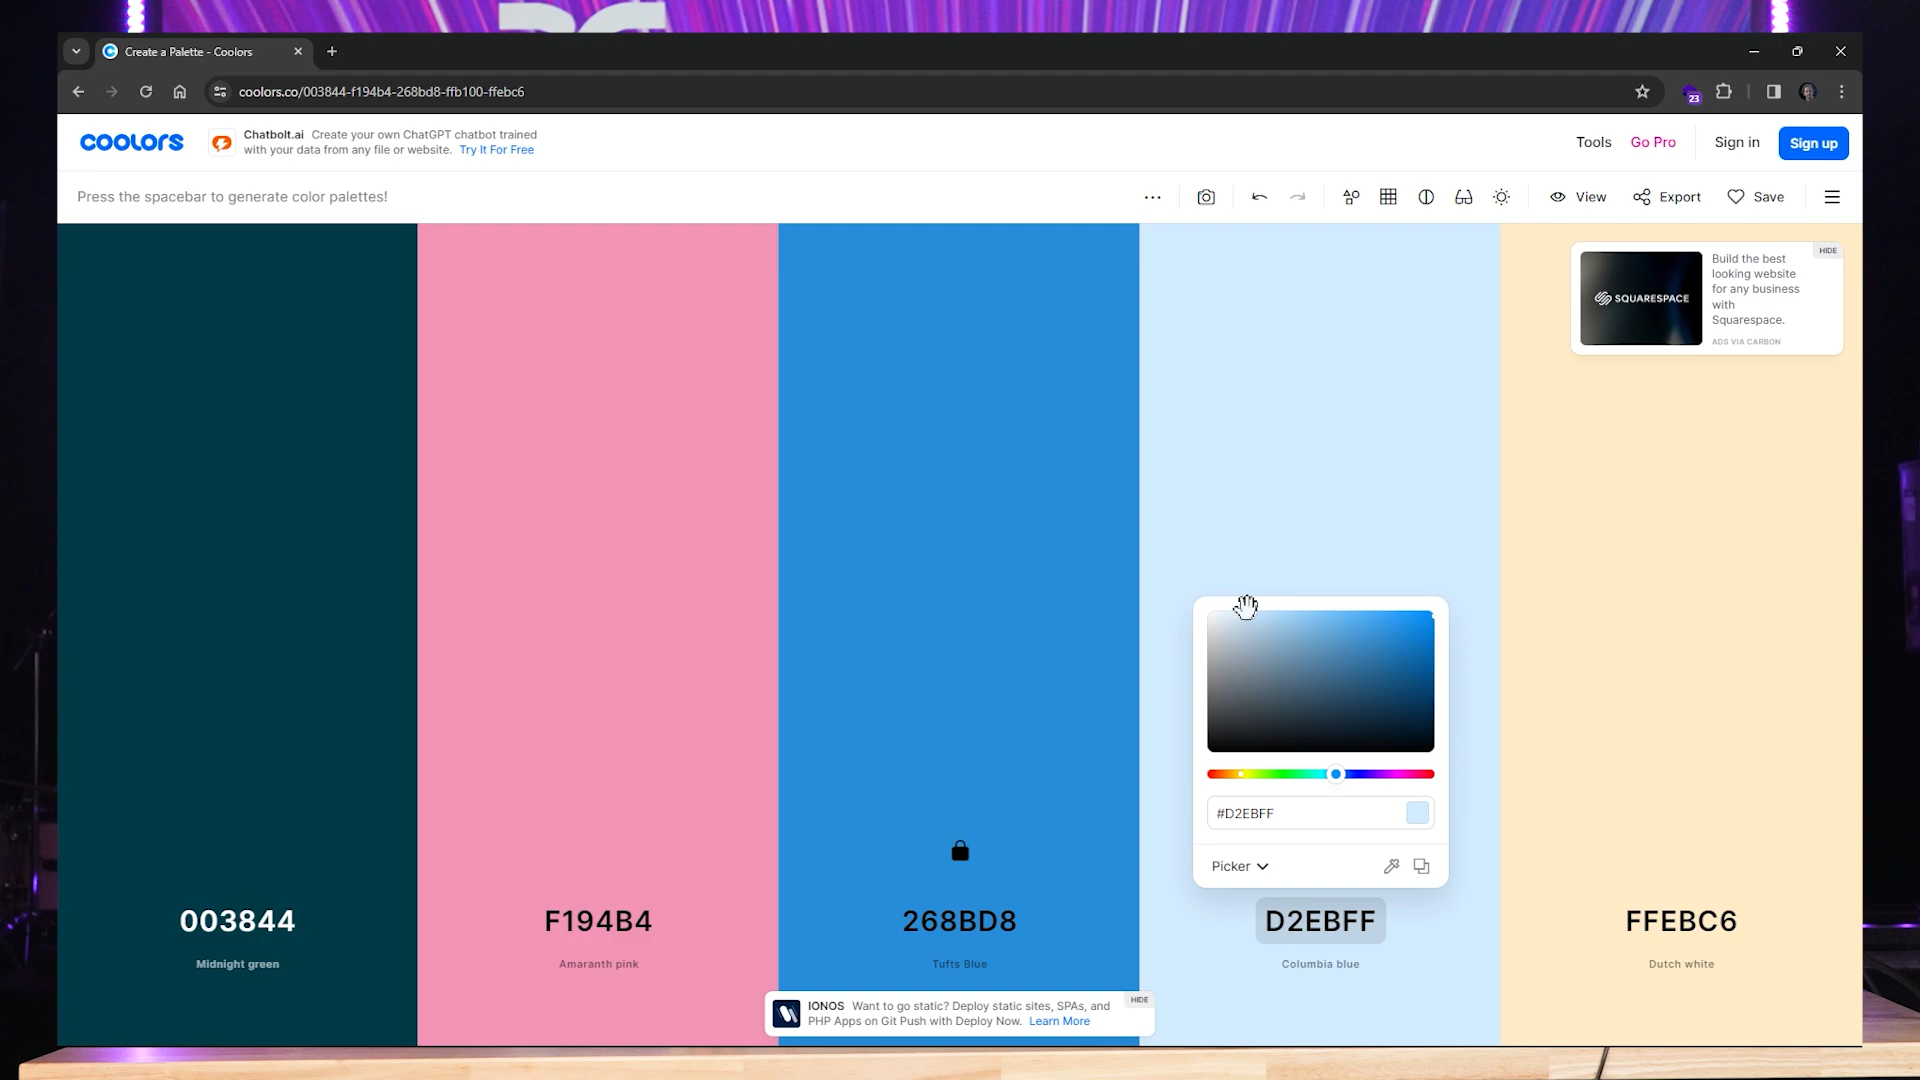 Create a Palette - Coolors
coolors.co/003844-f194b4-268bd8-ffb100-ffebc6
23
coolors
Chatbolt.ai Create your own ChatGPT chatbot trained
with your data from any file or website. Try It For Free
Tools
Go Pro
Sign in
Sign up
Press the spacebar to generate color palettes!
View
Export
Save
HIDE
SQUARESPACE
Build the best
looking website
for any business
with
Squarespace.
ADS VIA CARBON
#D2EBFF
Picker
003844
F194B4
268BD8
D2EBFF
FFEBC6
Midnight green
Amaranth pink
Tufts Blue
Columbia blue
Dutch white
IONOS Want to go static? Deploy static sites, SPAs, and
PHP Apps on Git Push with Deploy Now. Learn More
HIDE